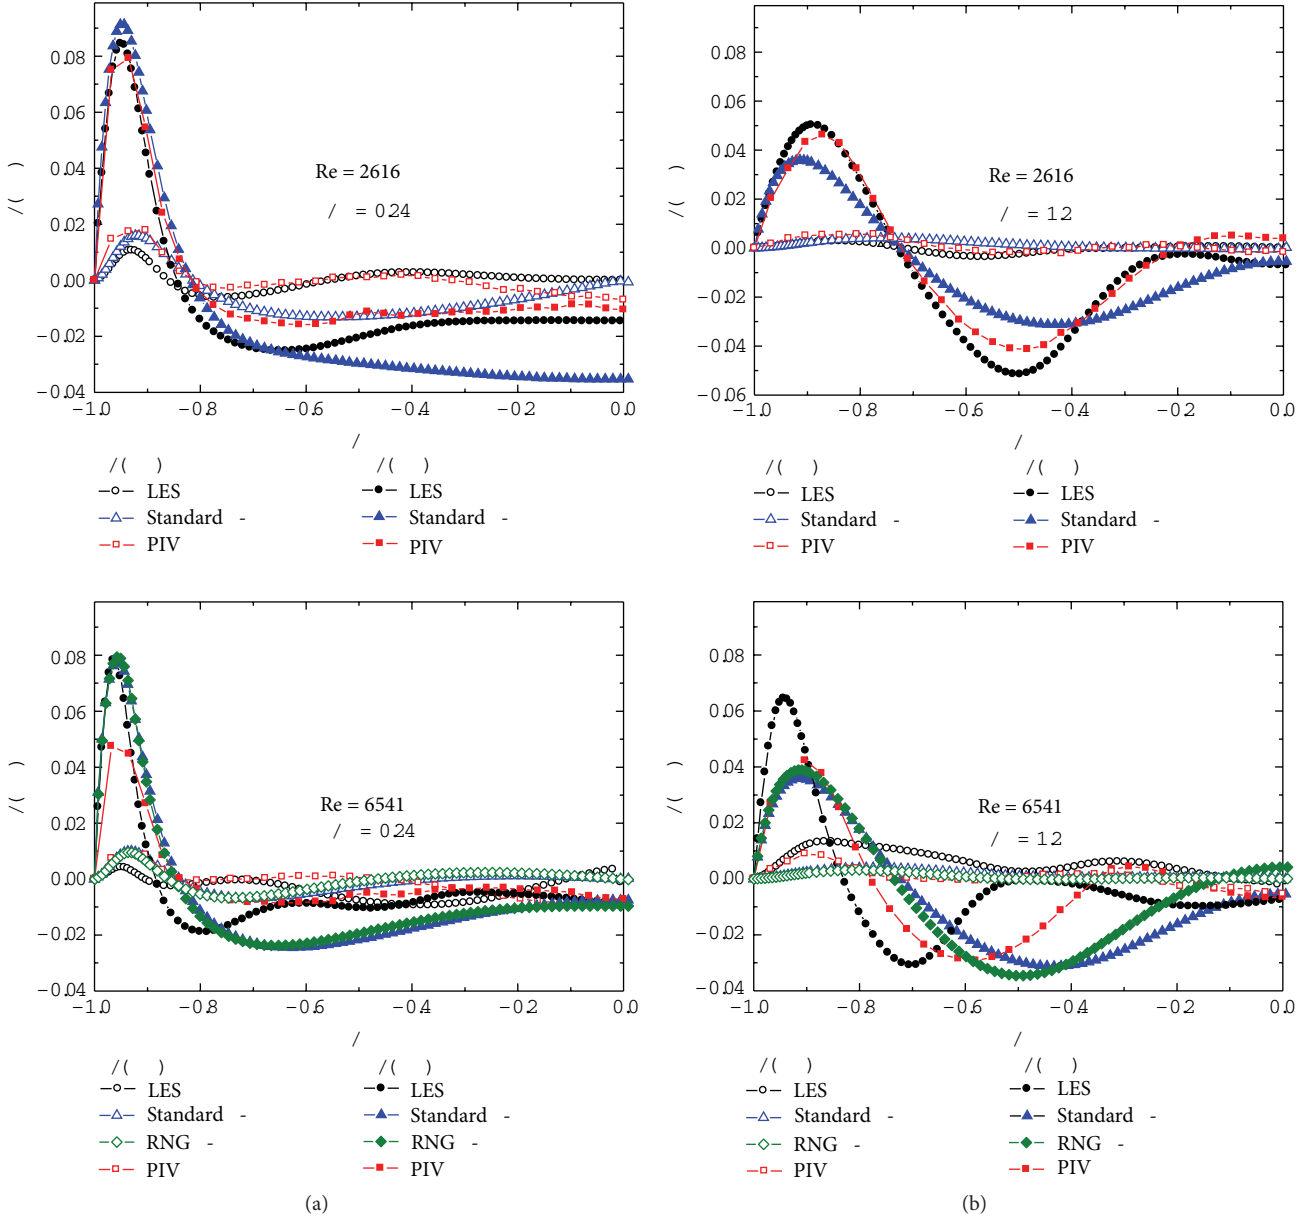 0.08
0.06
0.04
0.02
0.00
−0.02
−0.04
/( )
Re = 2616
/ = 0.24
−1.0 −0.8 −0.6 −0.4 −0.2 0.0
/
/( ) /( )
LES LES
Standard - Standard -
PIV PIV
0.10
0.08
0.06
0.04
0.02
0.00
−0.02
−0.04
−0.06
/( )
Re = 2616
/ = 1.2
−1.0 −0.8 −0.6 −0.4 −0.2 0.0
/
/( ) /( )
LES LES
Standard - Standard -
PIV PIV
0.08
0.06
0.04
0.02
0.00
−0.02
−0.04
/( )
Re = 6541
/ = 0.24
−1.0 −0.8 −0.6 −0.4 −0.2 0.0
/
/( ) /( )
LES LES
Standard - Standard -
RNG - RNG -
PIV PIV
(a)
0.08
0.06
0.04
0.02
0.00
−0.02
−0.04
/( )
Re = 6541
/ = 1.2
−1.0 −0.8 −0.6 −0.4 −0.2 0.0
/
/( ) /( )
LES LES
Standard - Standard -
RNG - RNG -
PIV PIV
(b)